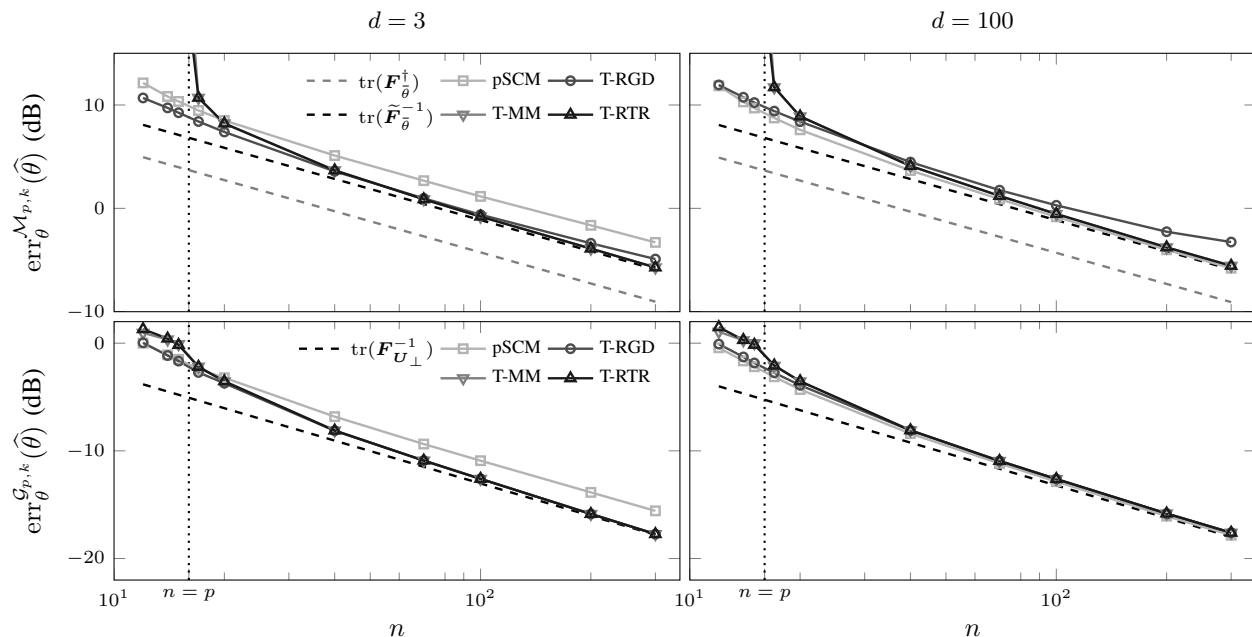 d = 3
d = 100
tr(F_θ̄^†) pSCM T-RGD
tr(F̃_θ̄^{-1}) T-MM T-RTR
10
0
−10
err_θ^{M_{p,k}}(θ̂) (dB)
tr(F_{U_⊥}^{-1}) pSCM T-RGD
T-MM T-RTR
0
−10
−20
err_θ^{G_{p,k}}(θ̂) (dB)
10^1 n = p 10^2
10^1 n = p 10^2
n
n